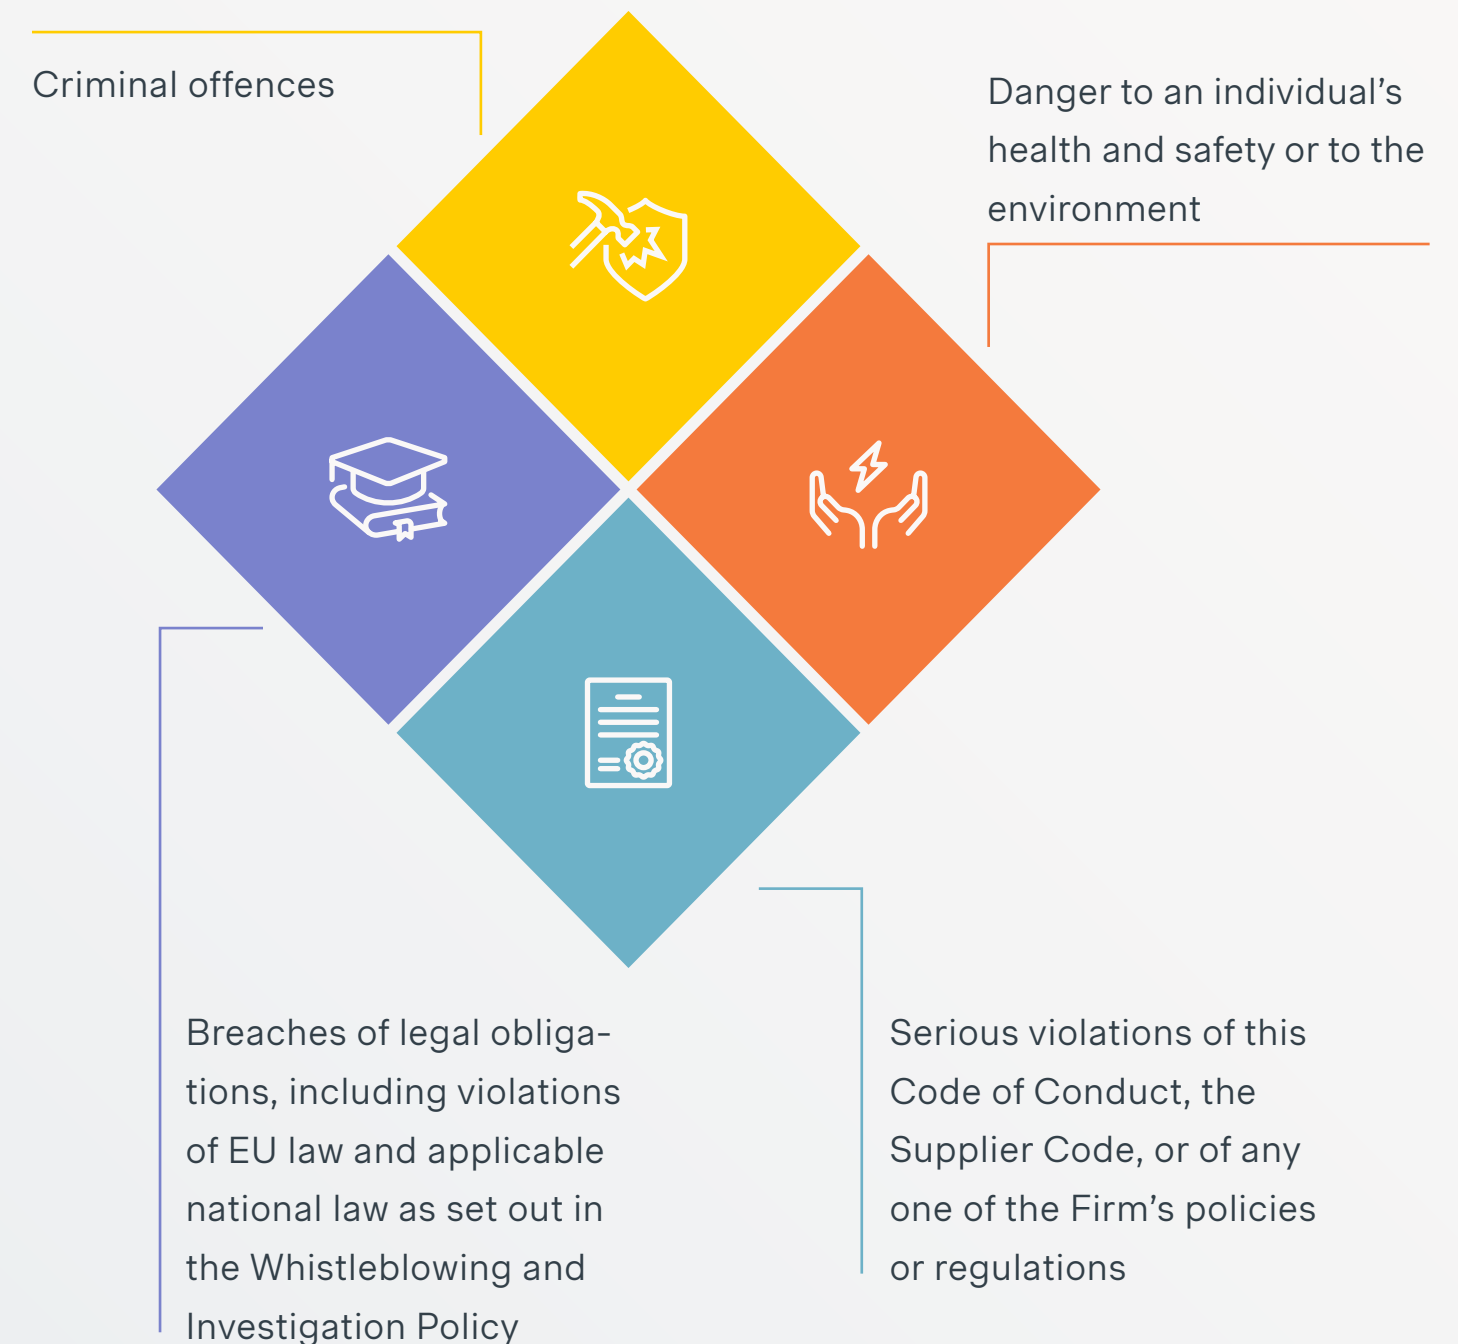 Criminal offences
Danger to an individual’s
health and safety or to the
environment
Breaches of legal obliga-
tions, including violations
of EU law and applicable
national law as set out in
the Whistleblowing and
Investigation Policy
Serious violations of this
Code of Conduct, the
Supplier Code, or of any
one of the Firm’s policies
or regulations